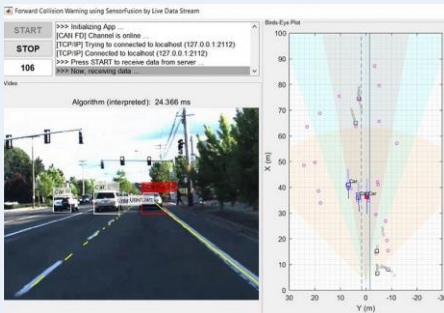 Forward Collision Warning using SensorFusion by Live Data Stream
START
STOP
106
>>> Initializing App ...
[CAN FD] Channel is online ...
[TCP/IP] Trying to connected to localhost (127.0.0.1:2112)
[TCP/IP] Connected to localhost (127.0.0.1:2112)
>>> Press START to receive data from server ...
>>> Now, receiving data ...
Video
Algorithm (interpreted): 24.366 ms
Car
Car
Birds-Eye Plot
X (m)
100
90
80
70
60
50
40
30
20
10
0
Car
Car
30
20
10
0
-10
-20
-30
Y (m)